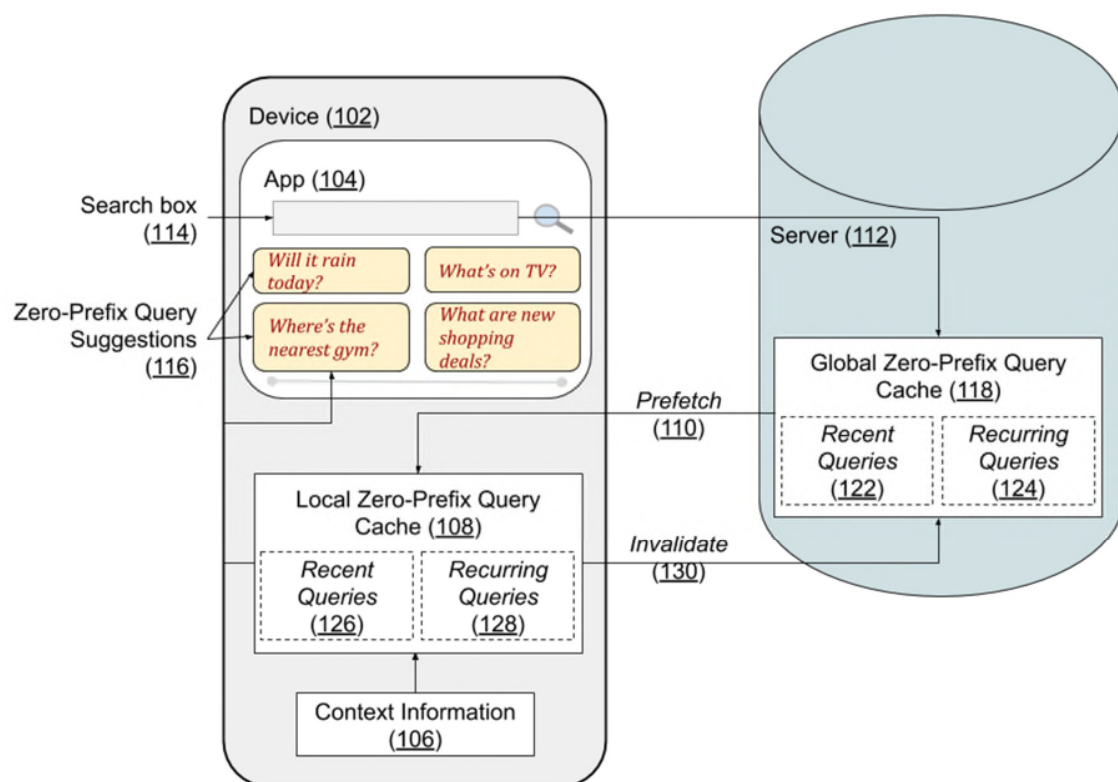 Device (102)
App (104)
Search box
(114)
Server (112)
Will it rain
today?
What's on TV?
Zero-Prefix Query
Suggestions
(116)
Where's the
nearest gym?
What are new
shopping
deals?
Global Zero-Prefix Query
Cache (118)
Prefetch
(110)
Recent
Queries
(122)
Recurring
Queries
(124)
Local Zero-Prefix Query
Cache (108)
Invalidate
(130)
Recent
Queries
(126)
Recurring
Queries
(128)
Context Information
(106)